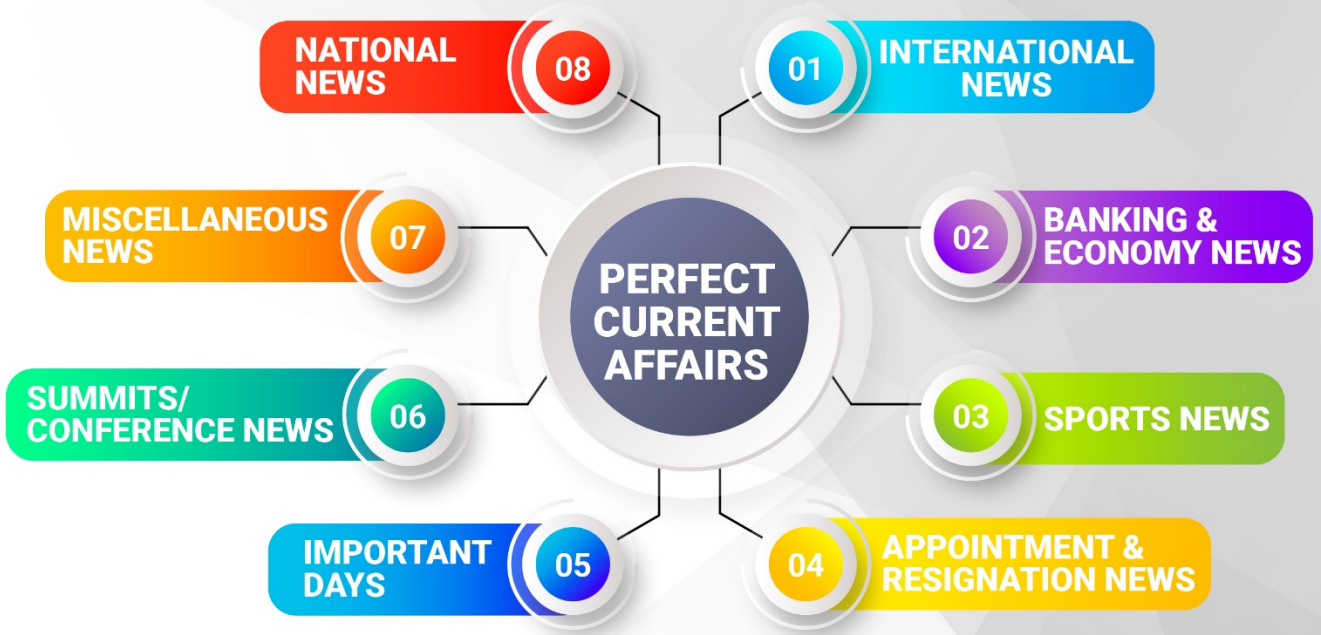 PERFECT
CURRENT
AFFAIRS
01
INTERNATIONAL
NEWS
02
BANKING &
ECONOMY NEWS
03
SPORTS NEWS
04
APPOINTMENT &
RESIGNATION NEWS
05
IMPORTANT
DAYS
06
SUMMITS/
CONFERENCE NEWS
07
MISCELLANEOUS
NEWS
08
NATIONAL
NEWS